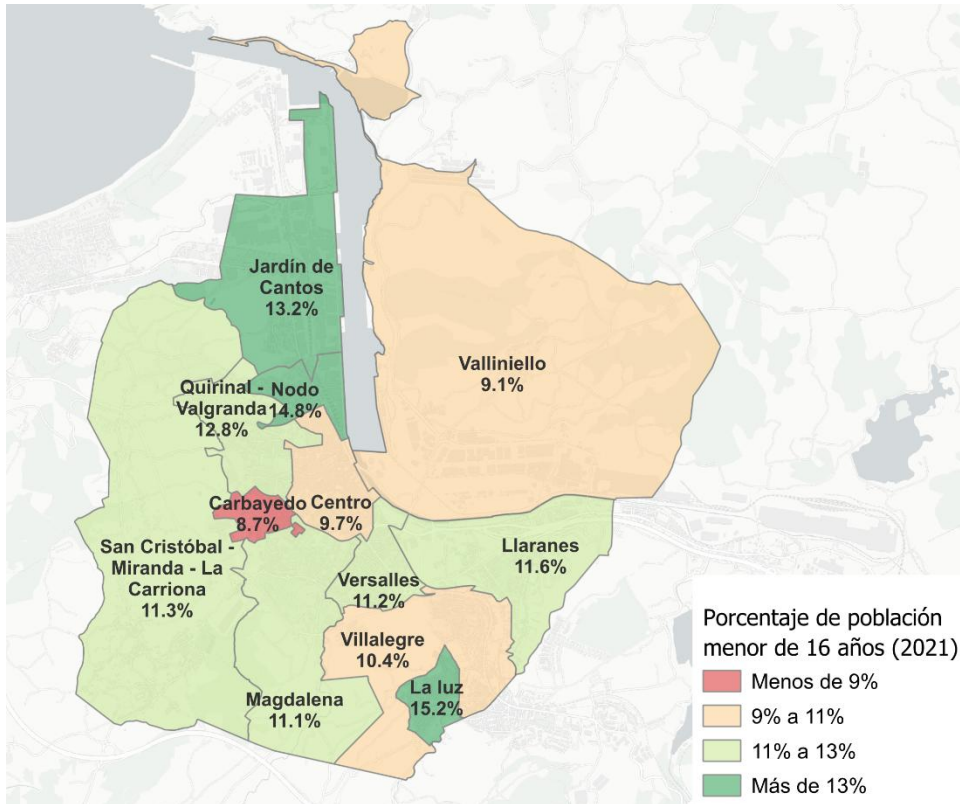 Jardín de
Cantos
13.2%
Valliniello
9.1%
Quirinal -
Valgranda
12.8%
Nodo
14.8%
Carbayedo
8.7%
Centro
9.7%
San Cristóbal -
Miranda - La
Carriona
11.3%
Llaranes
11.6%
Versalles
11.2%
Villalegre
10.4%
La luz
15.2%
Magdalena
11.1%
Porcentaje de población
menor de 16 años (2021)
Menos de 9%
9% a 11%
11% a 13%
Más de 13%